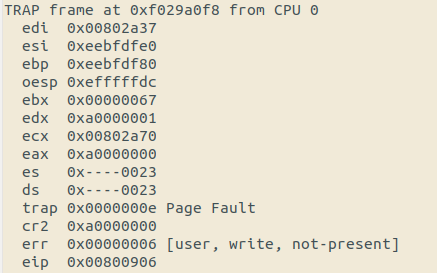 TRAP frame at 0xf029a0f8 from CPU 0
edi 0x00802a37
esi 0xeebfdfe0
ebp 0xeebfdf80
oesp 0xefffffdc
ebx 0x00000067
edx 0xa0000001
ecx 0x00802a70
eax 0xa0000000
es 0x----0023
ds 0x----0023
trap 0x0000000e Page Fault
cr2 0xa0000000
err 0x00000006 [user, write, not-present]
eip 0x00800906